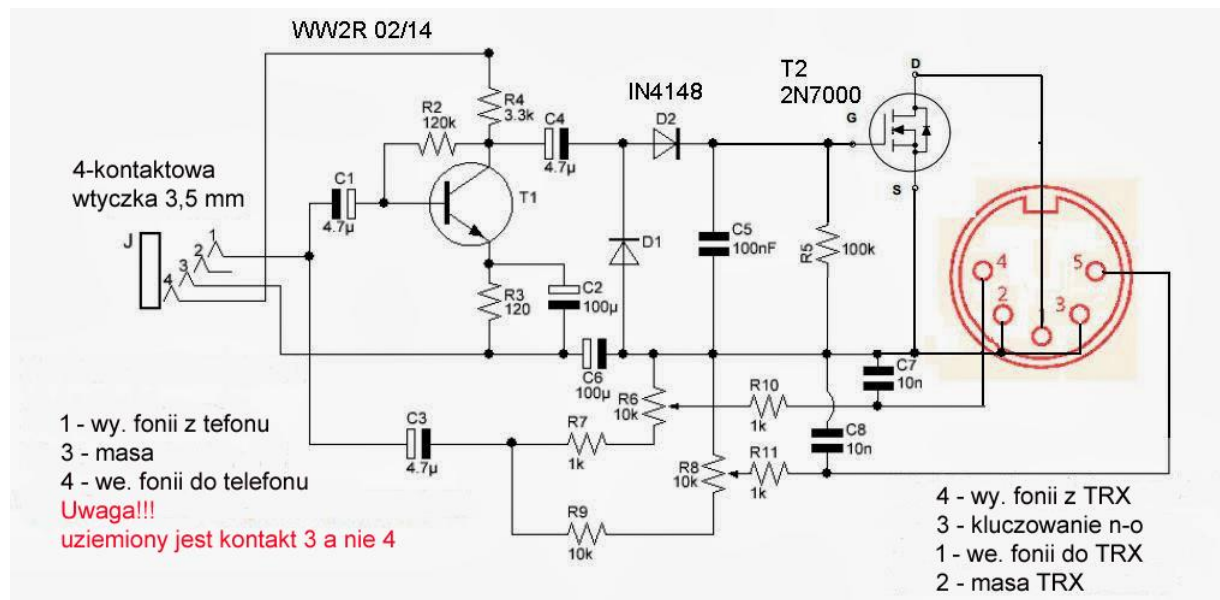 WW2R 02/14
T2
2N7000
IN4148
D
G
S
R4
3.3k
R2
120k
C4
4.7µ
D2
4-kontaktowa
wtyczka 3,5 mm
J
1
2
3
4
C1
4.7µ
T1
D1
C5
100nF
R5
100k
R3
120
C2
100µ
C6
100µ
4
5
2
3
C7
10n
R6
10k
R10
1k
C3
4.7µ
R7
1k
R8
10k
R11
1k
C8
10n
R9
10k
1 - wy. fonii z tefonu
3 - masa
4 - we. fonii do telefonu
Uwaga!!!
uziemiony jest kontakt 3 a nie 4
4 - wy. fonii z TRX
3 - kluczowanie n-o
1 - we. fonii do TRX
2 - masa TRX